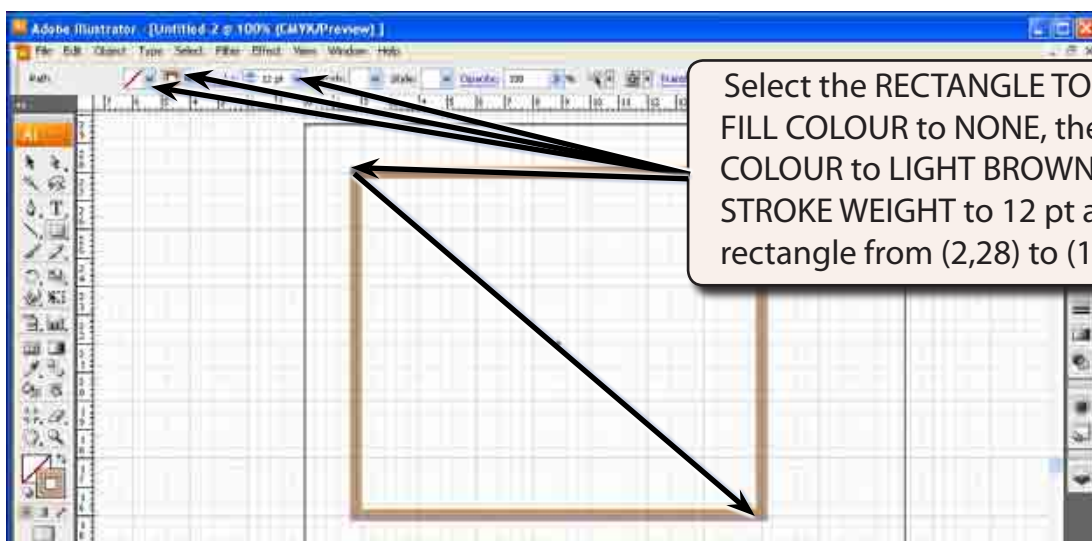 Adobe Illustrator - [Untitled-2 @ 100% (CMYK/Preview) ]
File Edit Object Type Select Filter Effect View Window Help
Path 12 pt Style: Opacity: 100 %
Ai
T
Select the RECTANGLE TO
FILL COLOUR to NONE, the
COLOUR to LIGHT BROWN
STROKE WEIGHT to 12 pt a
rectangle from (2,28) to (1